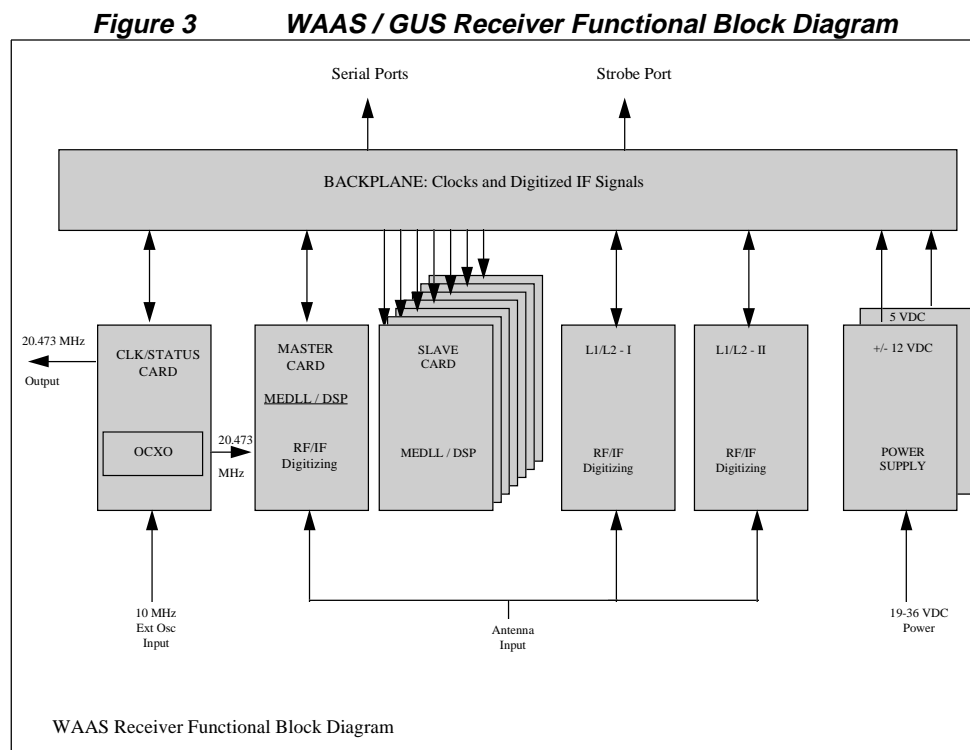 Figure 3 WAAS / GUS Receiver Functional Block Diagram
Serial Ports
Strobe Port
BACKPLANE: Clocks and Digitized IF Signals
20.473 MHz
Output
CLK/STATUS
CARD
OCXO
20.473
MHz
MASTER
CARD
MEDLL / DSP
RF/IF
Digitizing
SLAVE
CARD
MEDLL / DSP
L1/L2 - I
RF/IF
Digitizing
L1/L2 - II
RF/IF
Digitizing
5 VDC
+/- 12 VDC
POWER
SUPPLY
10 MHz
Ext Osc
Input
Antenna
Input
19-36 VDC
Power
WAAS Receiver Functional Block Diagram